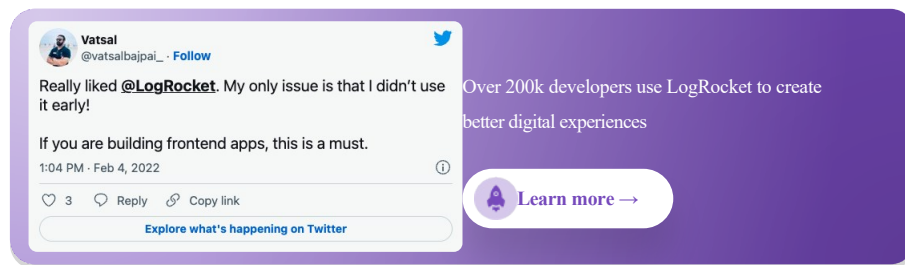 Vatsal
@vatsalbajpai_ · Follow
Really liked @LogRocket. My only issue is that I didn't use
it early!
If you are building frontend apps, this is a must.
1:04 PM · Feb 4, 2022
3 Reply Copy link
Explore what's happening on Twitter
Over 200k developers use LogRocket to create
better digital experiences
Learn more →